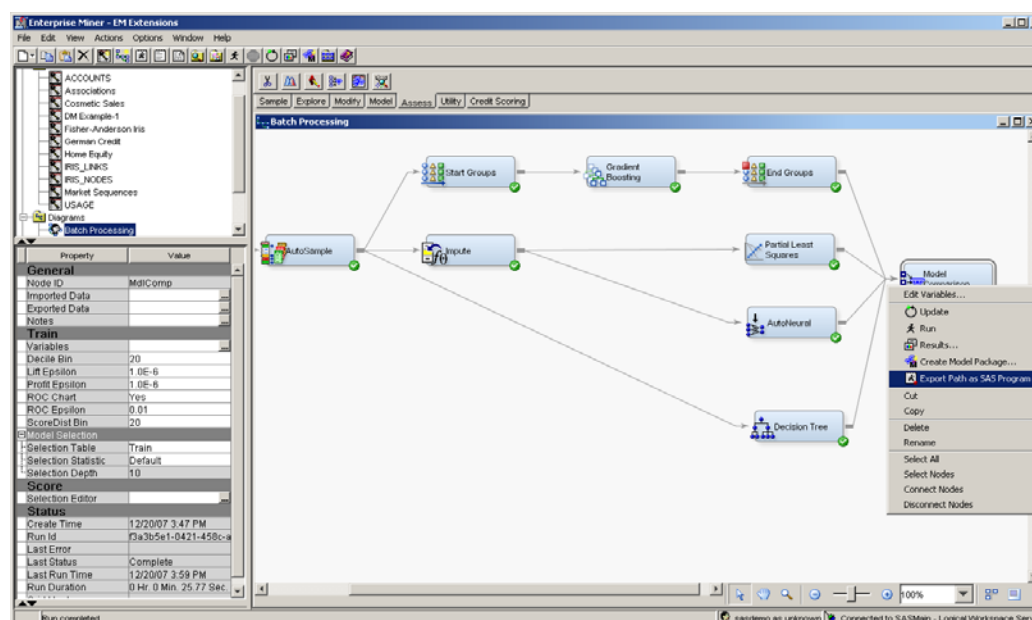 Enterprise Miner - EM Extensions
File Edit View Actions Options Window Help
ACCOUNTS
Associations
Cosmetic Sales
DM Example-1
Fisher-Anderson Iris
German Credit
Home Equity
IRIS_LINKS
IRIS_NODES
Market Sequences
USAGE
Diagrams
Batch Processing
Sample Explore Modify Model Assess Utility Credit Scoring
Batch Processing
Start Groups
Gradient
Boosting
End Groups
AutoSample
Impute
Partial Least
Squares
Model
Comparison
AutoNeural
Decision Tree
Edit Variables...
Update
Run
Results...
Create Model Package...
Export Path as SAS Program
Cut
Copy
Delete
Rename
Select All
Select Nodes
Connect Nodes
Disconnect Nodes
Property Value
General
Node ID MdlComp
Imported Data ...
Exported Data ...
Notes ...
Train
Variables ...
Decile Bin 20
Lift Epsilon 1.0E-6
Profit Epsilon 1.0E-6
ROC Chart Yes
ROC Epsilon 0.01
ScoreDist Bin 20
Model Selection
Selection Table Train
Selection Statistic Default
Selection Depth 10
Score
Selection Editor ...
Status
Create Time 12/20/07 3:47 PM
Run Id f3a3b5e1-0421-458c-a
Last Error
Last Status Complete
Last Run Time 12/20/07 3:59 PM
Run Duration 0 Hr. 0 Min. 25.77 Sec.
100%
Run completed
sasdemo as unknown Connected to SASMain - Logical Workspace Ser